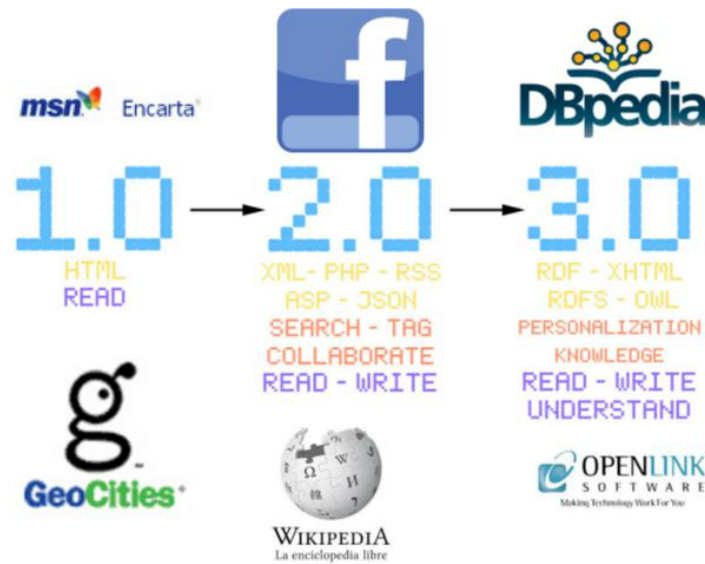 msn Encarta
f
DBpedia
1.0
2.0
3.0
HTML
READ
XML- PHP - RSS
ASP - JSON
SEARCH - TAG
COLLABORATE
READ - WRITE
RDF - XHTML
RDFS - OWL
PERSONALIZATION
KNOWLEDGE
READ - WRITE
UNDERSTAND
g
GeoCities
Ω W И
維
WIKIPEDIA
La enciclopedia libre
OPENLINK
SOFTWARE
Making Technology Work For You